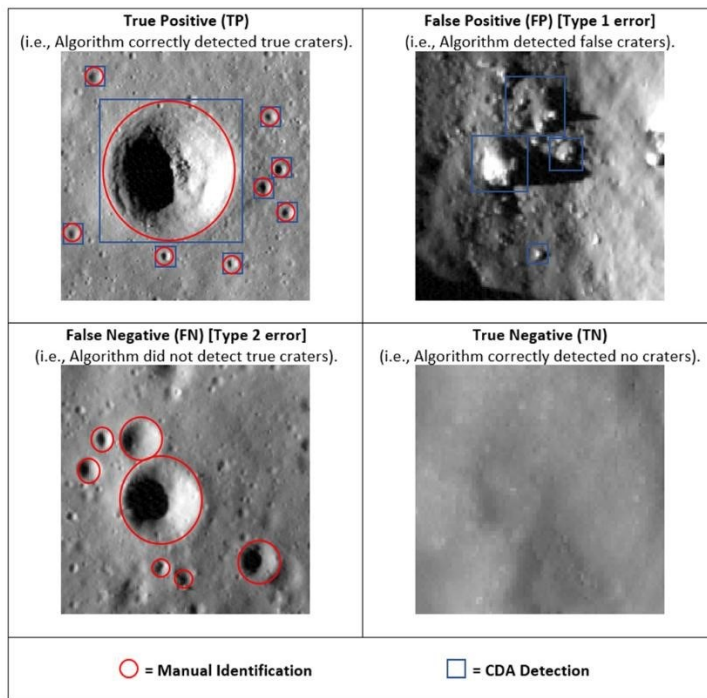 True Positive (TP)
(i.e., Algorithm correctly detected true craters).
False Positive (FP) [Type 1 error]
(i.e., Algorithm detected false craters).
False Negative (FN) [Type 2 error]
(i.e., Algorithm did not detect true craters).
True Negative (TN)
(i.e., Algorithm correctly detected no craters).
= Manual Identification
= CDA Detection